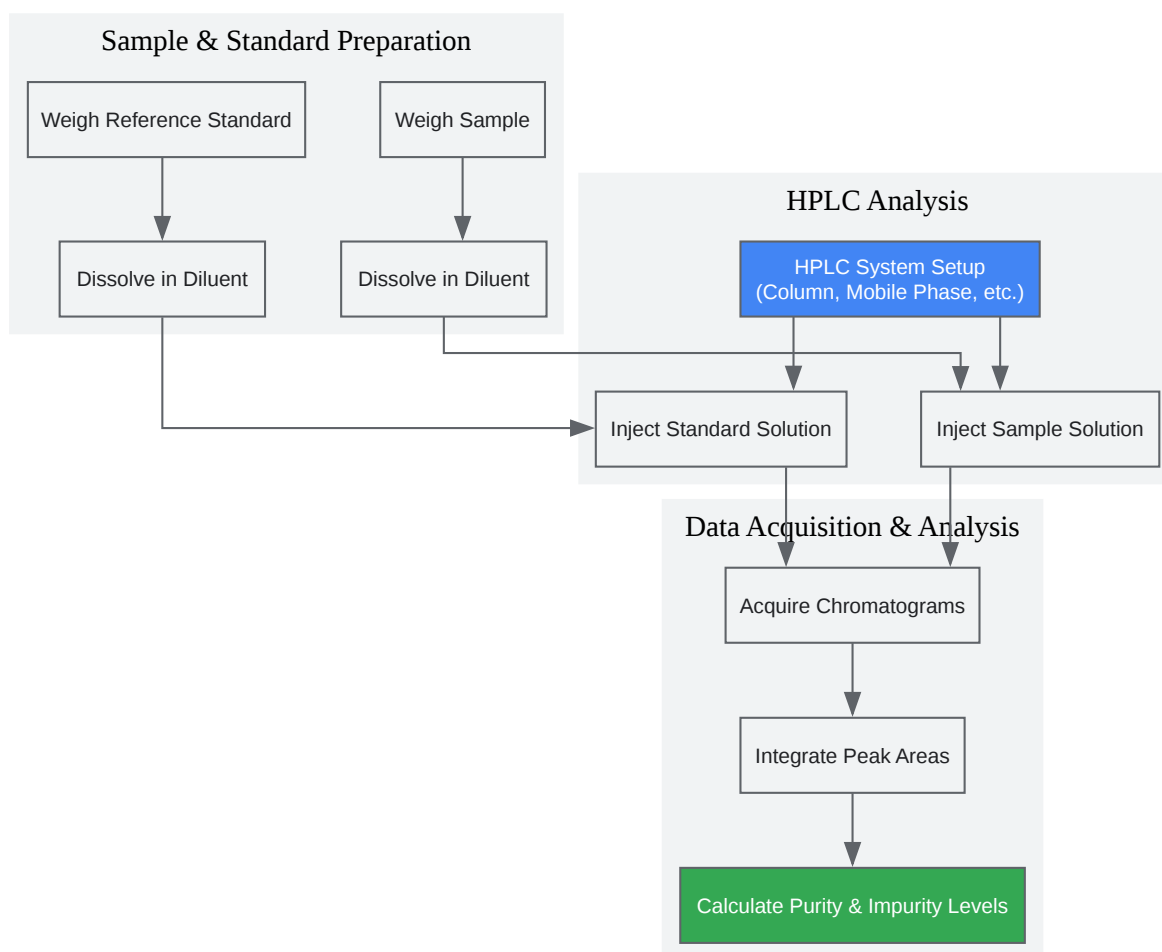 Sample & Standard Preparation
Weigh Reference Standard
Weigh Sample
Dissolve in Diluent
Dissolve in Diluent
HPLC Analysis
HPLC System Setup
(Column, Mobile Phase, etc.)
Inject Standard Solution
Inject Sample Solution
Data Acquisition & Analysis
Acquire Chromatograms
Integrate Peak Areas
Calculate Purity & Impurity Levels